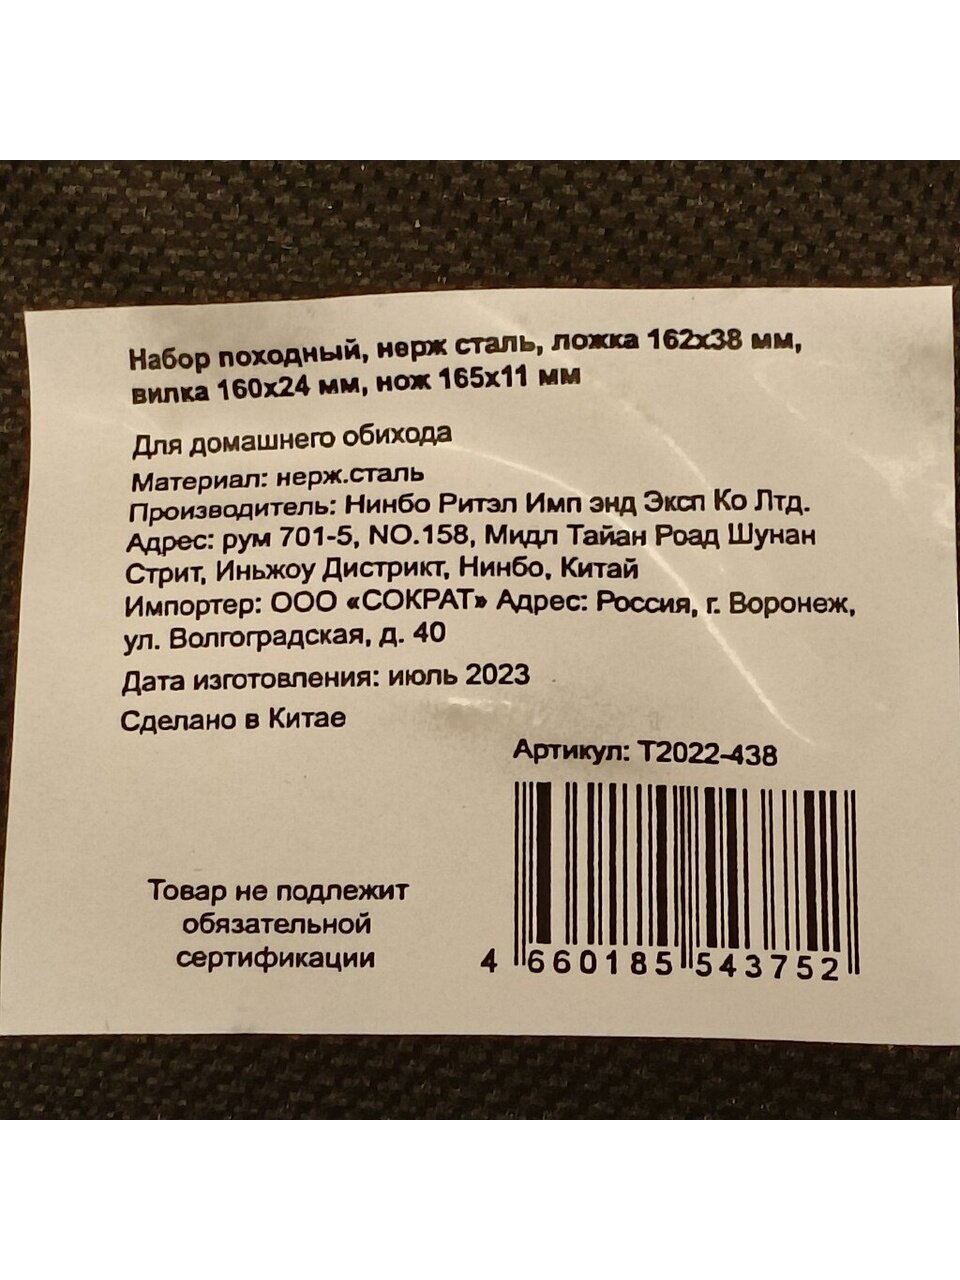 Набор походный, нерж сталь, ложка 162х38 мм,
вилка 160х24 мм, нож 165х11 мм
Для домашнего обихода
Материал: нерж.сталь
Производитель: Нинбо Ритэл Имп энд Эксп Ко Лтд.
Адрес: рум 701-5, NO.158, Мидл Тайан Роад Шунан
Стрит, Иньжоу Дистрикт, Нинбо, Китай
Импортер: ООО «СОКРАТ» Адрес: Россия, г. Воронеж,
ул. Волгоградская, д. 40
Дата изготовления: июль 2023
Сделано в Китае
Артикул: Т2022-438
Товар не подлежит
обязательной
сертификации
4 660185 543752